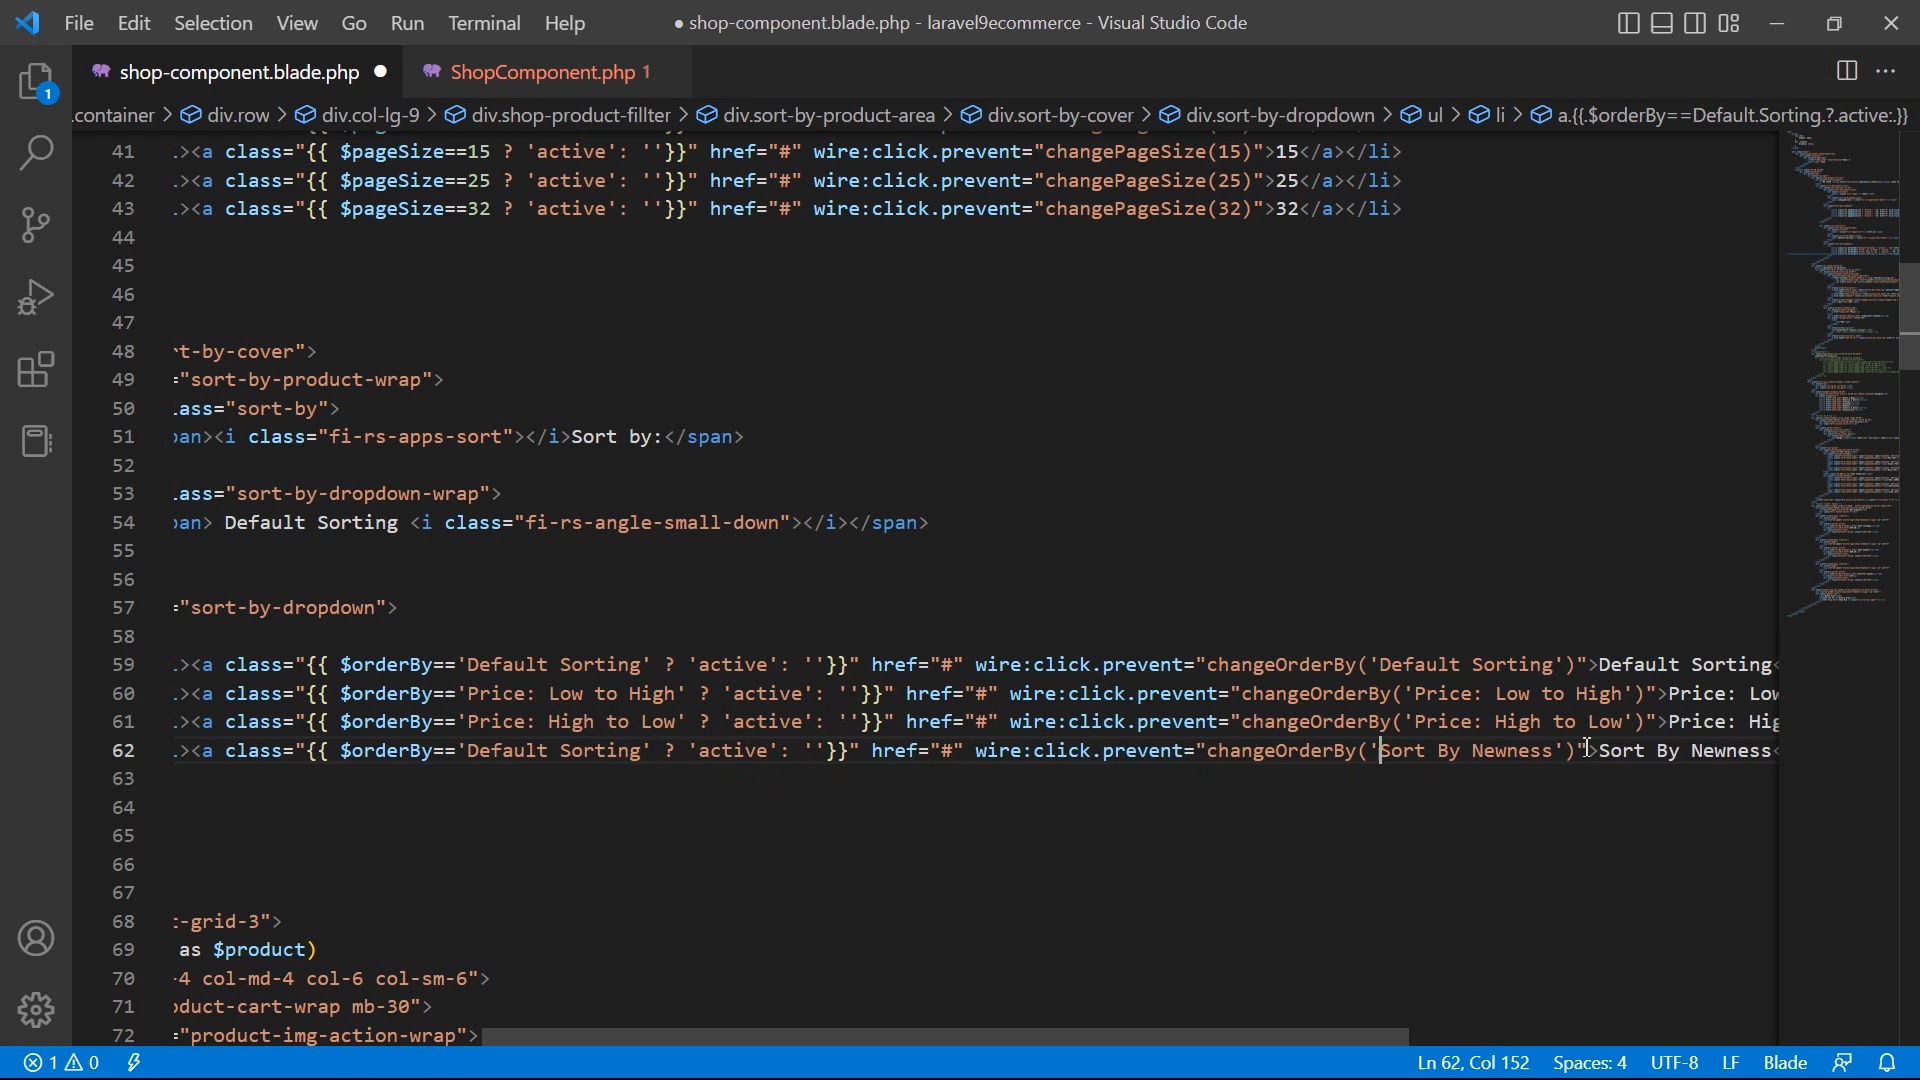 File Edit Selection View Go Run Terminal Help ● shop-component.blade.php - laravel9ecommerce - Visual Studio Code
shop-component.blade.php ● ShopComponent.php 1
1
.container > div.row > div.col-lg-9 > div.shop-product-fillter > div.sort-by-product-area > div.sort-by-cover > div.sort-by-dropdown > ul > li > a.{{.$orderBy==Default.Sorting.?.active:.}}
41 ><a class="{{ $pageSize==15 ? 'active': ''}}" href="#" wire:click.prevent="changePageSize(15)">15</a></li>
42 ><a class="{{ $pageSize==25 ? 'active': ''}}" href="#" wire:click.prevent="changePageSize(25)">25</a></li>
43 ><a class="{{ $pageSize==32 ? 'active': ''}}" href="#" wire:click.prevent="changePageSize(32)">32</a></li>
44
45
46
47
48 rt-by-cover">
49 ="sort-by-product-wrap">
50 lass="sort-by">
51 pan><i class="fi-rs-apps-sort"></i>Sort by:</span>
52
53 lass="sort-by-dropdown-wrap">
54 pan> Default Sorting <i class="fi-rs-angle-small-down"></i></span>
55
56
57 ="sort-by-dropdown">
58
59 ><a class="{{ $orderBy=='Default Sorting' ? 'active': ''}}" href="#" wire:click.prevent="changeOrderBy('Default Sorting')">Default Sorting<
60 ><a class="{{ $orderBy=='Price: Low to High' ? 'active': ''}}" href="#" wire:click.prevent="changeOrderBy('Price: Low to High')">Price: Low
61 ><a class="{{ $orderBy=='Price: High to Low' ? 'active': ''}}" href="#" wire:click.prevent="changeOrderBy('Price: High to Low')">Price: Hig
62 ><a class="{{ $orderBy=='Default Sorting' ? 'active': ''}}" href="#" wire:click.prevent="changeOrderBy('Sort By Newness')">Sort By Newness<
63
64
65
66
67
68 t-grid-3">
69 as $product)
70 -4 col-md-4 col-6 col-sm-6">
71 oduct-cart-wrap mb-30">
72 ="product-img-action-wrap">
1 0 Ln 62, Col 152 Spaces: 4 UTF-8 LF Blade